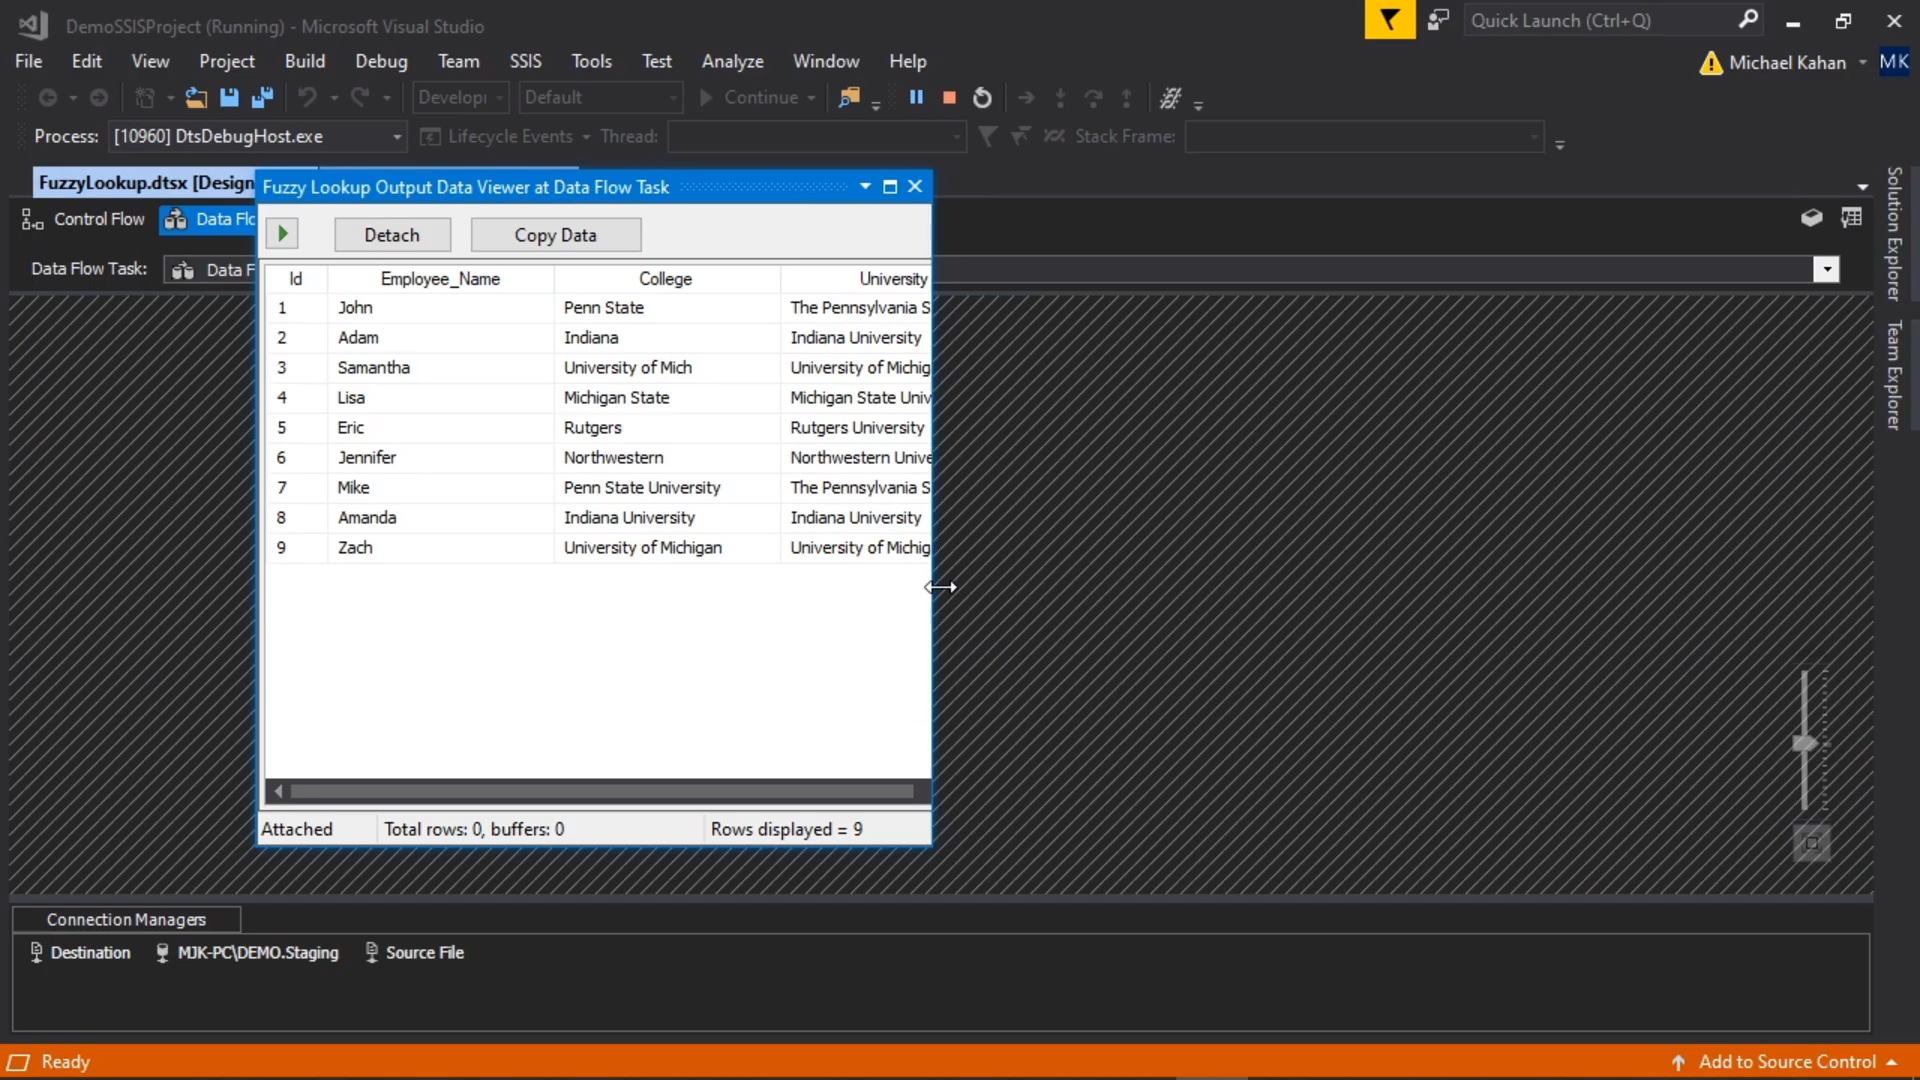 DemoSSISProject (Running) - Microsoft Visual Studio
Quick Launch (Ctrl+Q)
File Edit View Project Build Debug Team SSIS Tools Test Analyze Window Help
Michael Kahan MK
Developi Default Continue
Process: [10960] DtsDebugHost.exe Lifecycle Events Thread: Stack Frame:
FuzzyLookup.dtsx [Design
Fuzzy Lookup Output Data Viewer at Data Flow Task
Control Flow Data Flo
Detach Copy Data
Data Flow Task: Data F
Id Employee_Name College University
1 John Penn State The Pennsylvania S
2 Adam Indiana Indiana University
3 Samantha University of Mich University of Michig
4 Lisa Michigan State Michigan State Univ
5 Eric Rutgers Rutgers University
6 Jennifer Northwestern Northwestern Unive
7 Mike Penn State University The Pennsylvania S
8 Amanda Indiana University Indiana University
9 Zach University of Michigan University of Michig
Attached Total rows: 0, buffers: 0 Rows displayed = 9
Solution Explorer
Team Explorer
Connection Managers
Destination MJK-PC\DEMO.Staging Source File
Ready Add to Source Control